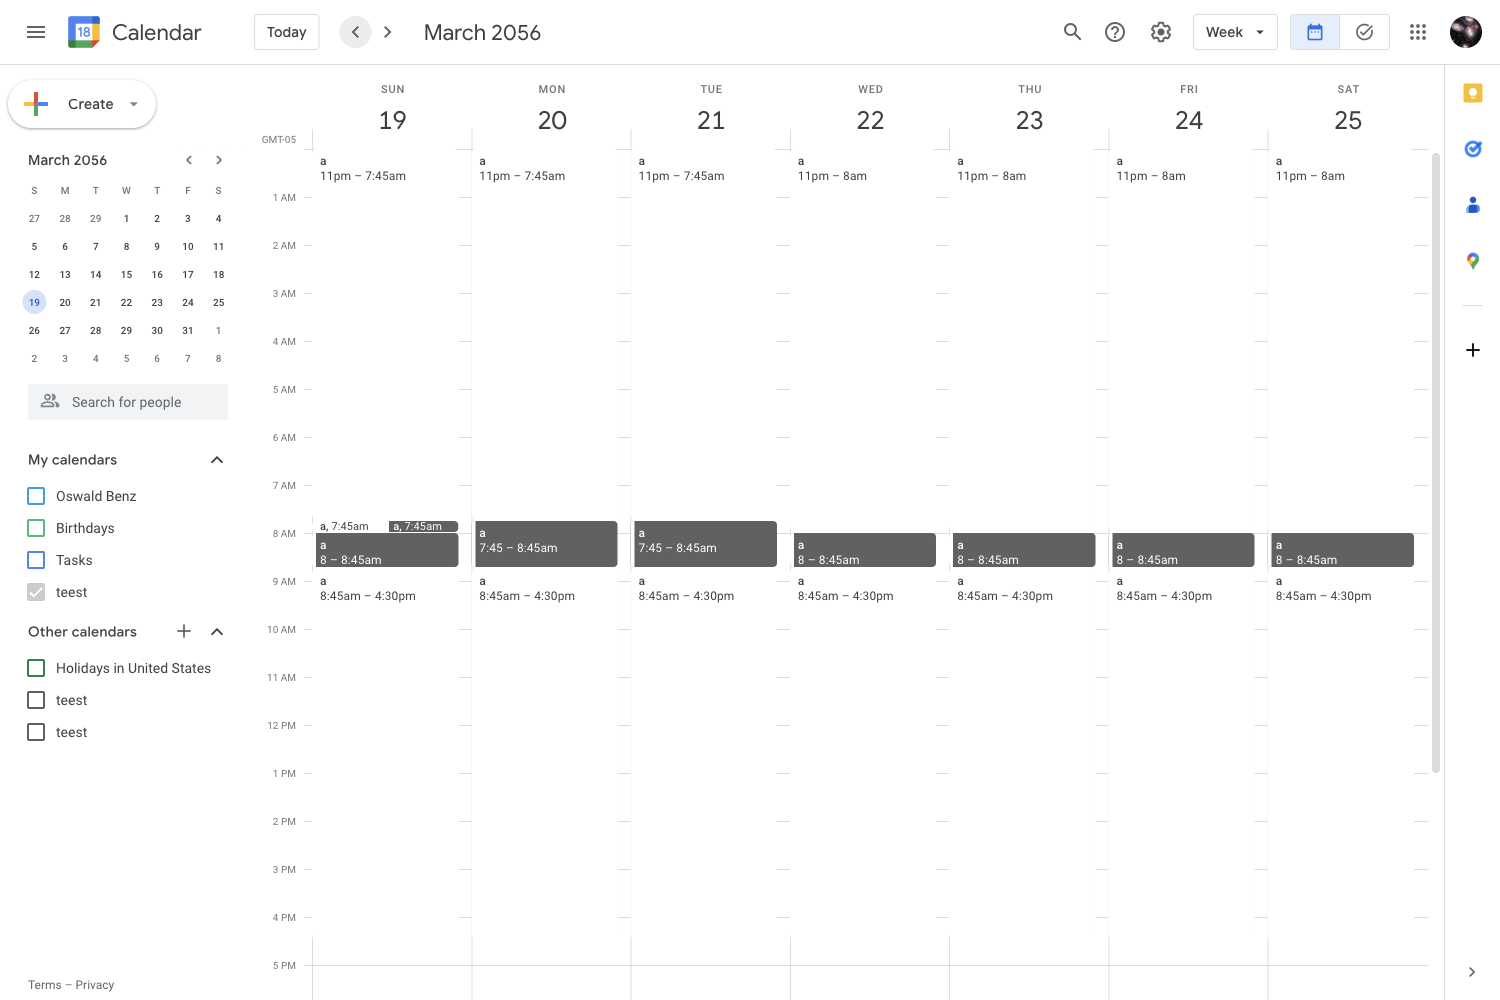 18 Calendar Today March 2056 Week
Create
SUN MON TUE WED THU FRI SAT
19 20 21 22 23 24 25
GMT-05
March 2056
S M T W T F S
27 28 29 1 2 3 4
5 6 7 8 9 10 11
12 13 14 15 16 17 18
19 20 21 22 23 24 25
26 27 28 29 30 31 1
2 3 4 5 6 7 8
Search for people
My calendars
Oswald Benz
Birthdays
Tasks
teest
Other calendars
Holidays in United States
teest
teest
Terms – Privacy
a a a a a a a
11pm – 7:45am 11pm – 7:45am 11pm – 7:45am 11pm – 8am 11pm – 8am 11pm – 8am 11pm – 8am
1 AM
2 AM
3 AM
4 AM
5 AM
6 AM
7 AM
a, 7:45am a, 7:45am
8 AM a a
7:45 – 8:45am 7:45 – 8:45am
a a a a a
8 – 8:45am 8 – 8:45am 8 – 8:45am 8 – 8:45am 8 – 8:45am
9 AM a a a a a a a
8:45am – 4:30pm 8:45am – 4:30pm 8:45am – 4:30pm 8:45am – 4:30pm 8:45am – 4:30pm 8:45am – 4:30pm 8:45am – 4:30pm
10 AM
11 AM
12 PM
1 PM
2 PM
3 PM
4 PM
5 PM